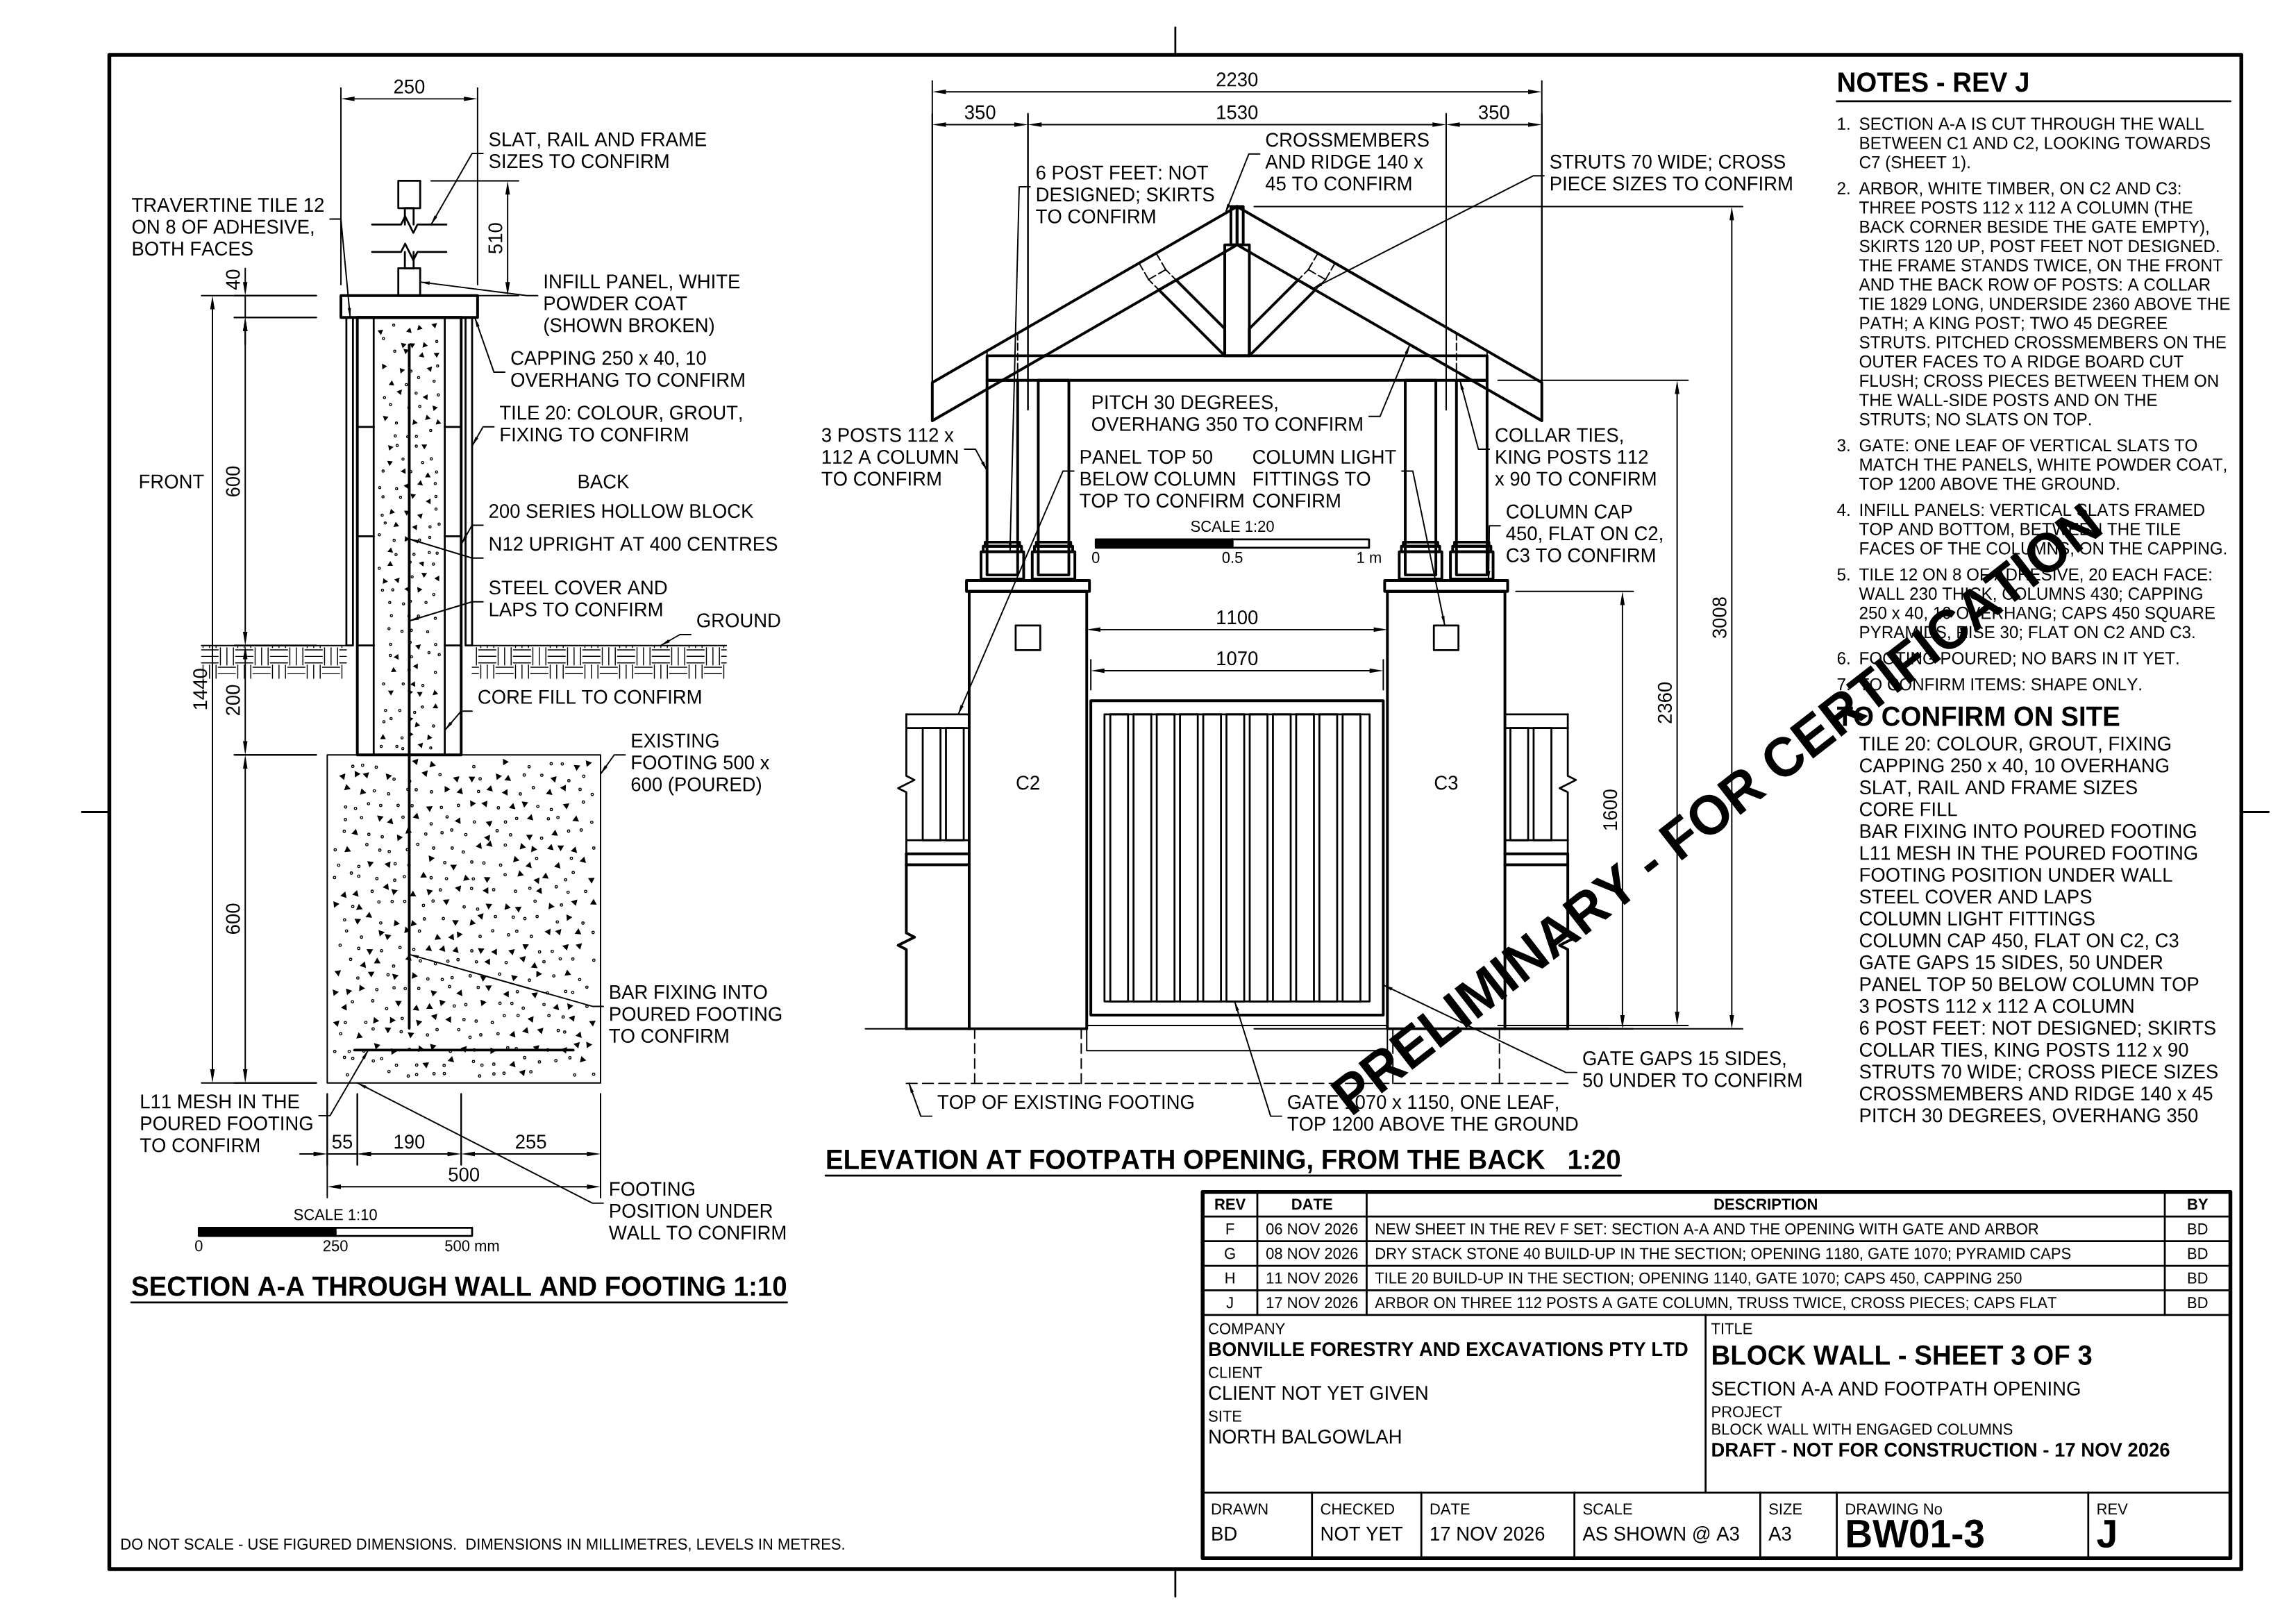 250
SLAT, RAIL AND FRAME
SIZES TO CONFIRM
TRAVERTINE TILE 12
ON 8 OF ADHESIVE,
BOTH FACES
510
40
INFILL PANEL, WHITE
POWDER COAT
(SHOWN BROKEN)
CAPPING 250 x 40, 10
OVERHANG TO CONFIRM
TILE 20: COLOUR, GROUT,
FIXING TO CONFIRM
FRONT
600
BACK
200 SERIES HOLLOW BLOCK
N12 UPRIGHT AT 400 CENTRES
STEEL COVER AND
LAPS TO CONFIRM
GROUND
1440
200
CORE FILL TO CONFIRM
EXISTING
FOOTING 500 x
600 (POURED)
600
BAR FIXING INTO
POURED FOOTING
TO CONFIRM
L11 MESH IN THE
POURED FOOTING
TO CONFIRM
55
190
255
500
FOOTING
POSITION UNDER
WALL TO CONFIRM
SCALE 1:10
0
250
500 mm
SECTION A-A THROUGH WALL AND FOOTING 1:10
2230
350
1530
350
6 POST FEET: NOT
DESIGNED; SKIRTS
TO CONFIRM
CROSSMEMBERS
AND RIDGE 140 x
45 TO CONFIRM
STRUTS 70 WIDE; CROSS
PIECE SIZES TO CONFIRM
PITCH 30 DEGREES,
OVERHANG 350 TO CONFIRM
3 POSTS 112 x
112 A COLUMN
TO CONFIRM
PANEL TOP 50
BELOW COLUMN
TOP TO CONFIRM
COLUMN LIGHT
FITTINGS TO
CONFIRM
COLLAR TIES,
KING POSTS 112
x 90 TO CONFIRM
COLUMN CAP
450, FLAT ON C2,
C3 TO CONFIRM
SCALE 1:20
0
0.5
1 m
1100
1070
3008
2360
1600
C2
C3
GATE GAPS 15 SIDES,
50 UNDER TO CONFIRM
TOP OF EXISTING FOOTING
GATE 1070 x 1150, ONE LEAF,
TOP 1200 ABOVE THE GROUND
ELEVATION AT FOOTPATH OPENING, FROM THE BACK 1:20
PRELIMINARY - FOR CERTIFICATION
NOTES - REV J
1. SECTION A-A IS CUT THROUGH THE WALL
BETWEEN C1 AND C2, LOOKING TOWARDS
C7 (SHEET 1).
2. ARBOR, WHITE TIMBER, ON C2 AND C3:
THREE POSTS 112 x 112 A COLUMN (THE
BACK CORNER BESIDE THE GATE EMPTY),
SKIRTS 120 UP, POST FEET NOT DESIGNED.
THE FRAME STANDS TWICE, ON THE FRONT
AND THE BACK ROW OF POSTS: A COLLAR
TIE 1829 LONG, UNDERSIDE 2360 ABOVE THE
PATH; A KING POST; TWO 45 DEGREE
STRUTS. PITCHED CROSSMEMBERS ON THE
OUTER FACES TO A RIDGE BOARD CUT
FLUSH; CROSS PIECES BETWEEN THEM ON
THE WALL-SIDE POSTS AND ON THE
STRUTS; NO SLATS ON TOP.
3. GATE: ONE LEAF OF VERTICAL SLATS TO
MATCH THE PANELS, WHITE POWDER COAT,
TOP 1200 ABOVE THE GROUND.
4. INFILL PANELS: VERTICAL SLATS FRAMED
TOP AND BOTTOM, BETWEEN THE TILE
FACES OF THE COLUMNS, ON THE CAPPING.
5. TILE 12 ON 8 OF ADHESIVE, 20 EACH FACE:
WALL 230 THICK, COLUMNS 430; CAPPING
250 x 40, 10 OVERHANG; CAPS 450 SQUARE
PYRAMIDS, RISE 30; FLAT ON C2 AND C3.
6. FOOTING POURED; NO BARS IN IT YET.
7. TO CONFIRM ITEMS: SHAPE ONLY.
TO CONFIRM ON SITE
TILE 20: COLOUR, GROUT, FIXING
CAPPING 250 x 40, 10 OVERHANG
SLAT, RAIL AND FRAME SIZES
CORE FILL
BAR FIXING INTO POURED FOOTING
L11 MESH IN THE POURED FOOTING
FOOTING POSITION UNDER WALL
STEEL COVER AND LAPS
COLUMN LIGHT FITTINGS
COLUMN CAP 450, FLAT ON C2, C3
GATE GAPS 15 SIDES, 50 UNDER
PANEL TOP 50 BELOW COLUMN TOP
3 POSTS 112 x 112 A COLUMN
6 POST FEET: NOT DESIGNED; SKIRTS
COLLAR TIES, KING POSTS 112 x 90
STRUTS 70 WIDE; CROSS PIECE SIZES
CROSSMEMBERS AND RIDGE 140 x 45
PITCH 30 DEGREES, OVERHANG 350
REV DATE DESCRIPTION BY
F 06 NOV 2026 NEW SHEET IN THE REV F SET: SECTION A-A AND THE OPENING WITH GATE AND ARBOR BD
G 08 NOV 2026 DRY STACK STONE 40 BUILD-UP IN THE SECTION; OPENING 1180, GATE 1070; PYRAMID CAPS BD
H 11 NOV 2026 TILE 20 BUILD-UP IN THE SECTION; OPENING 1140, GATE 1070; CAPS 450, CAPPING 250 BD
J 17 NOV 2026 ARBOR ON THREE 112 POSTS A GATE COLUMN, TRUSS TWICE, CROSS PIECES; CAPS FLAT BD
COMPANY
BONVILLE FORESTRY AND EXCAVATIONS PTY LTD
CLIENT
CLIENT NOT YET GIVEN
SITE
NORTH BALGOWLAH
TITLE
BLOCK WALL - SHEET 3 OF 3
SECTION A-A AND FOOTPATH OPENING
PROJECT
BLOCK WALL WITH ENGAGED COLUMNS
DRAFT - NOT FOR CONSTRUCTION - 17 NOV 2026
DRAWN
BD
CHECKED
NOT YET
DATE
17 NOV 2026
SCALE
AS SHOWN @ A3
SIZE
A3
DRAWING No
BW01-3
REV
J
DO NOT SCALE - USE FIGURED DIMENSIONS. DIMENSIONS IN MILLIMETRES, LEVELS IN METRES.